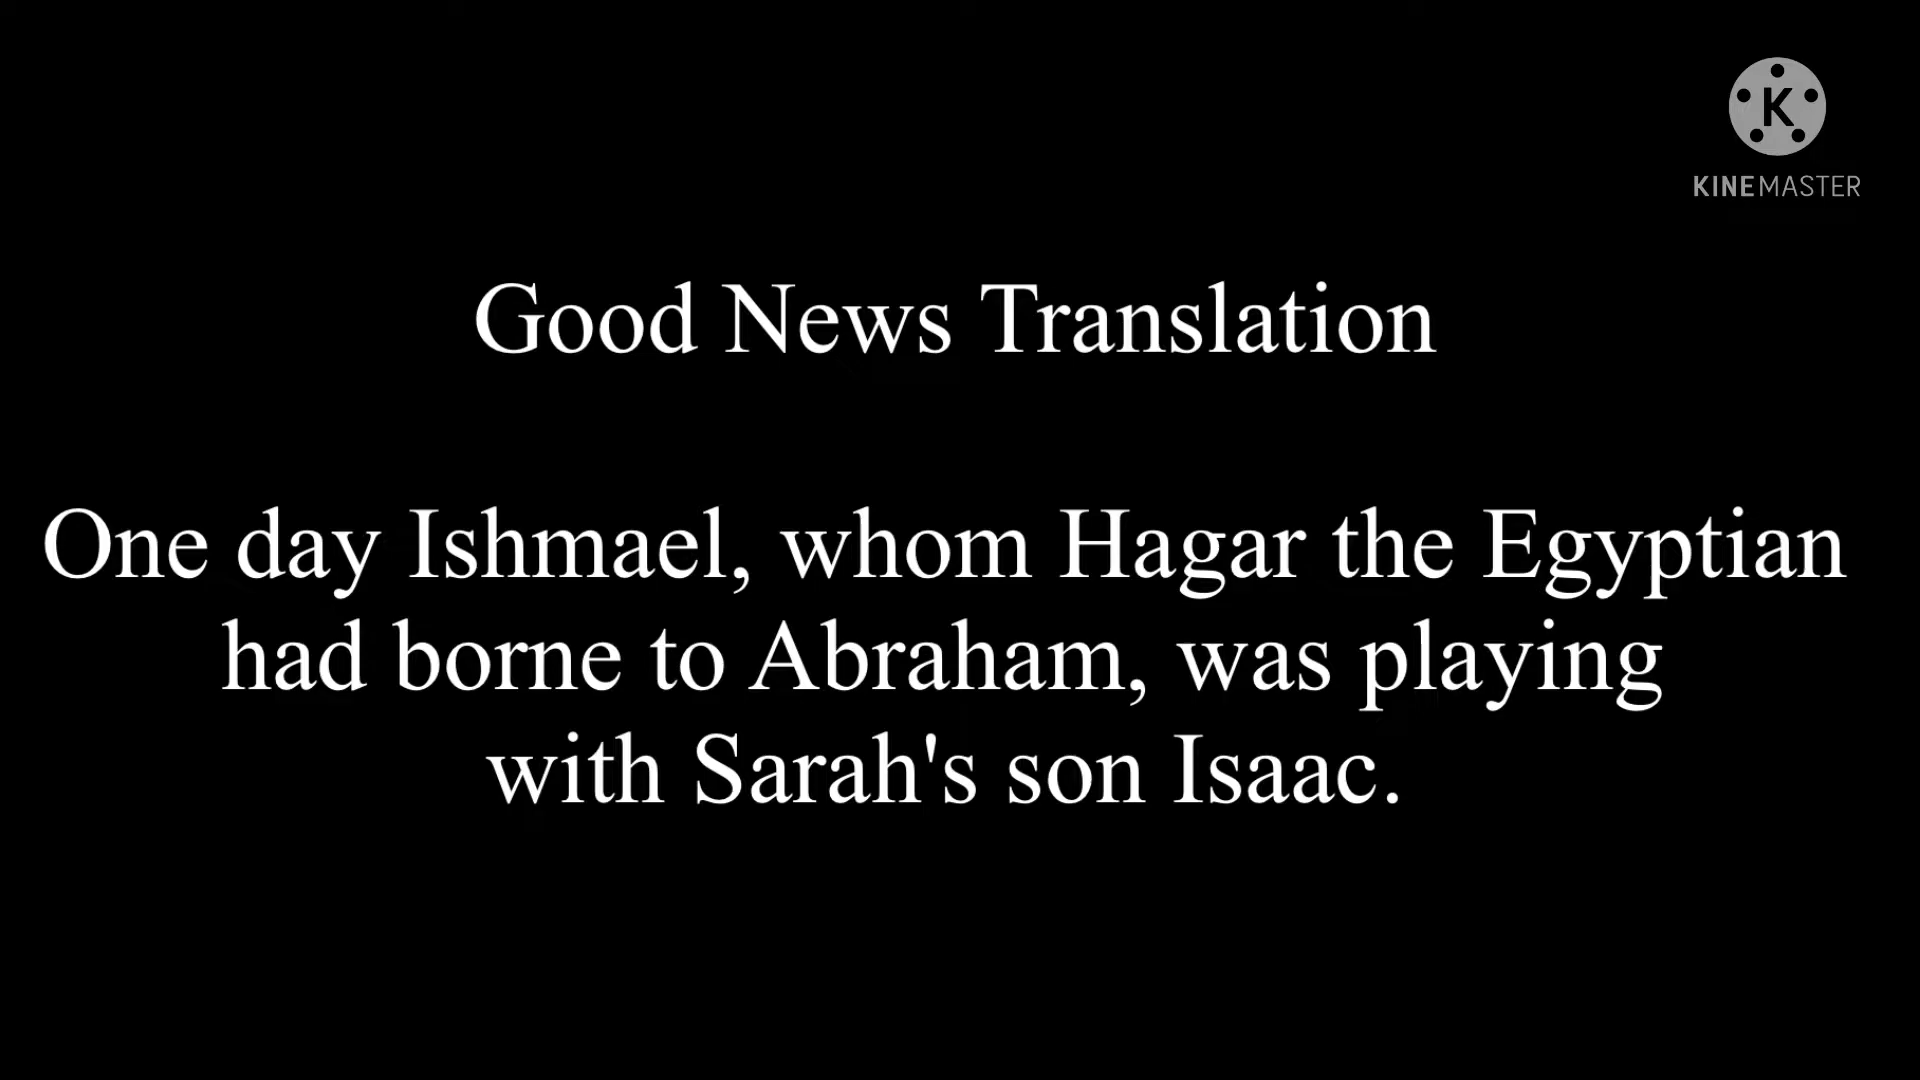 K
KINEMASTER
Good News Translation
One day Ishmael, whom Hagar the Egyptian
had borne to Abraham, was playing
with Sarah's son Isaac.